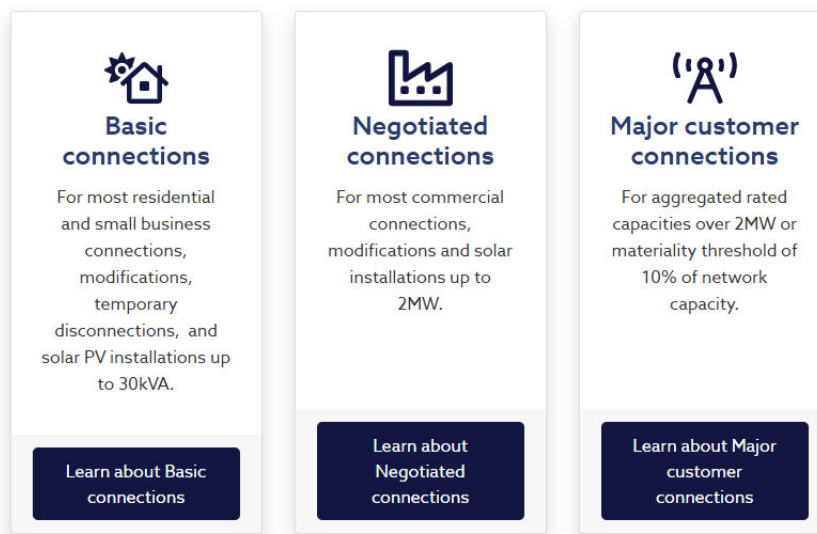 Basic
connections
For most residential
and small business
connections,
modifications,
temporary
disconnections, and
solar PV installations up
to 30kVA.
Learn about Basic
connections
Negotiated
connections
For most commercial
connections,
modifications and solar
installations up to
2MW.
Learn about
Negotiated
connections
Major customer
connections
For aggregated rated
capacities over 2MW or
materiality threshold of
10% of network
capacity.
Learn about Major
customer
connections